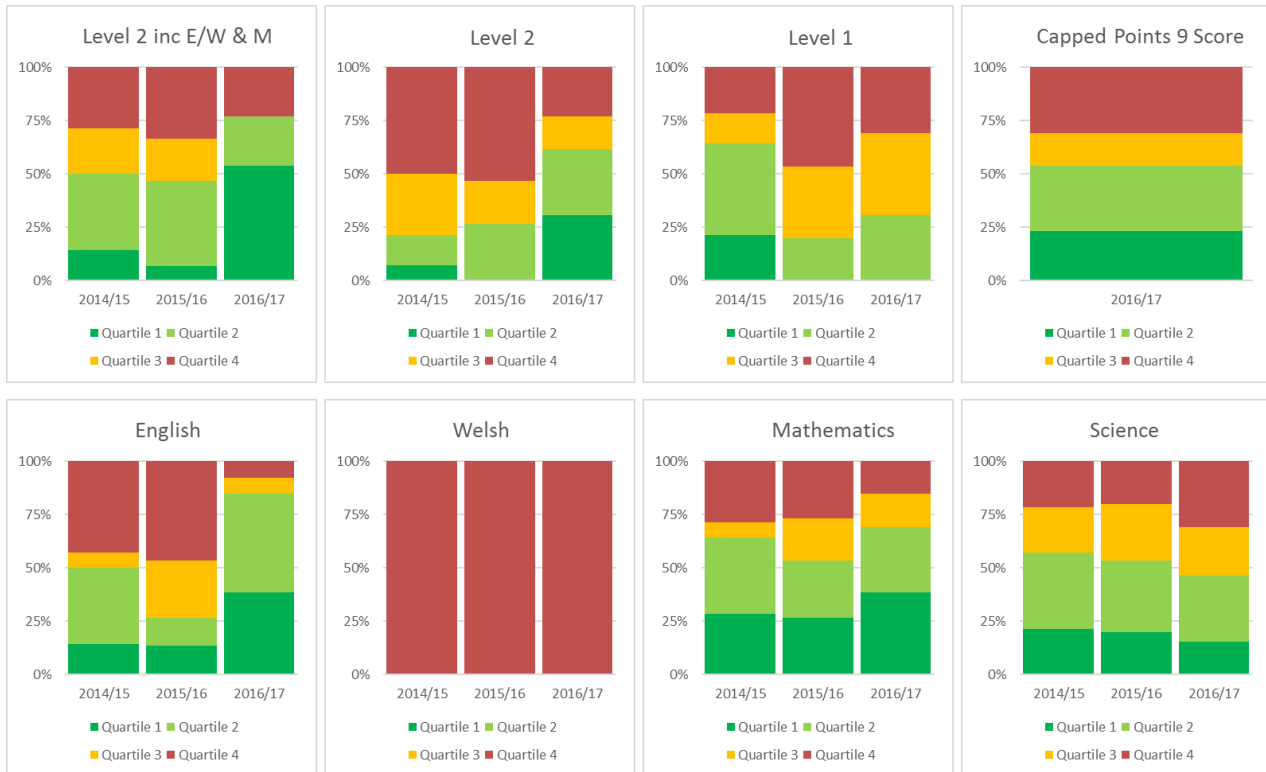 Level 2 inc E/W & M
100%
75%
50%
25%
0%
2014/15 2015/16 2016/17
Quartile 1 Quartile 2
Quartile 3 Quartile 4
Level 2
100%
75%
50%
25%
0%
2014/15 2015/16 2016/17
Quartile 1 Quartile 2
Quartile 3 Quartile 4
Level 1
100%
75%
50%
25%
0%
2014/15 2015/16 2016/17
Quartile 1 Quartile 2
Quartile 3 Quartile 4
Capped Points 9 Score
100%
75%
50%
25%
0%
2016/17
Quartile 1 Quartile 2
Quartile 3 Quartile 4
English
100%
75%
50%
25%
0%
2014/15 2015/16 2016/17
Quartile 1 Quartile 2
Quartile 3 Quartile 4
Welsh
100%
75%
50%
25%
0%
2014/15 2015/16 2016/17
Quartile 1 Quartile 2
Quartile 3 Quartile 4
Mathematics
100%
75%
50%
25%
0%
2014/15 2015/16 2016/17
Quartile 1 Quartile 2
Quartile 3 Quartile 4
Science
100%
75%
50%
25%
0%
2014/15 2015/16 2016/17
Quartile 1 Quartile 2
Quartile 3 Quartile 4